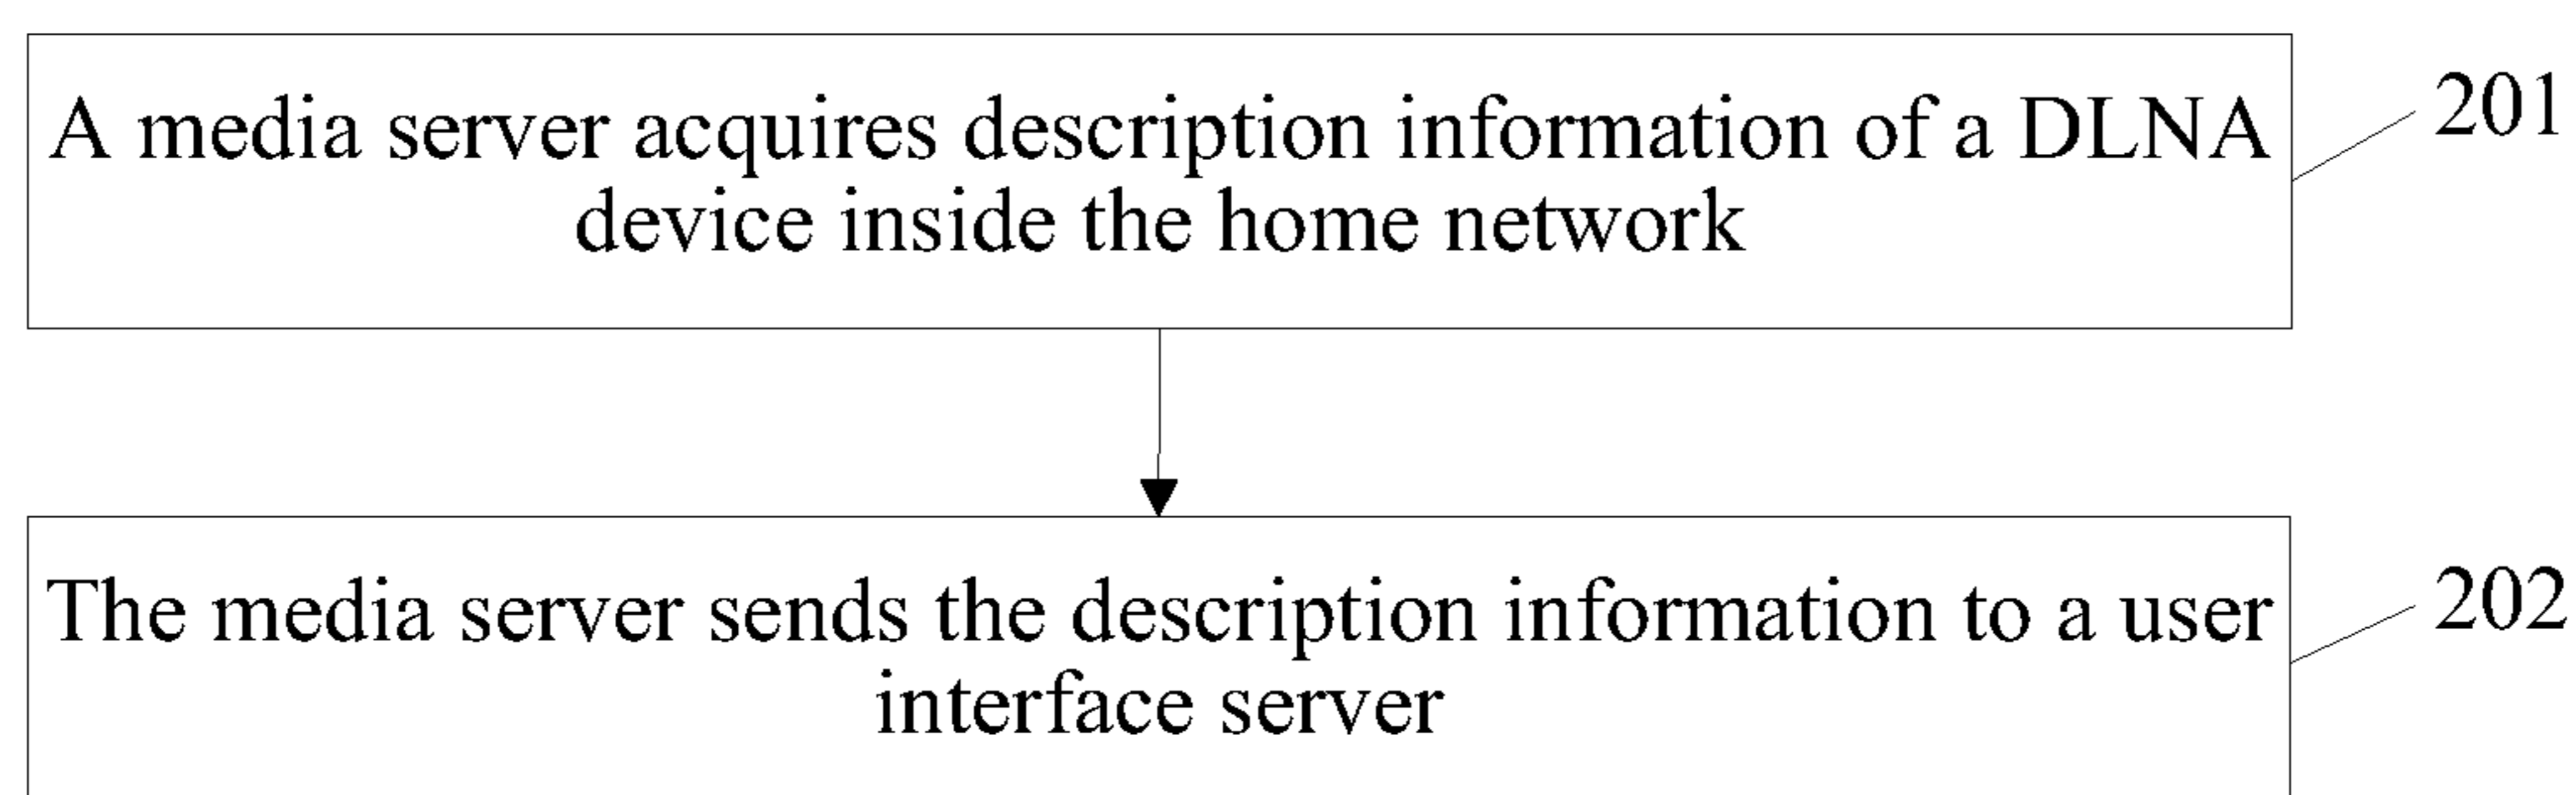 A media server acquires description information of a DLNA
device inside the home network
201
The media server sends the description information to a user
interface server
202